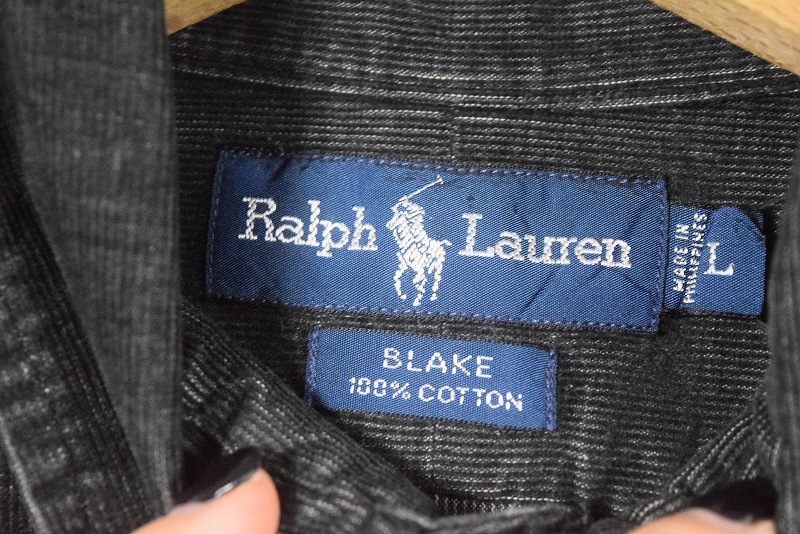 Ralph Lauren
MADE IN
PHILIPPINES
L
BLAKE
100% COTTON